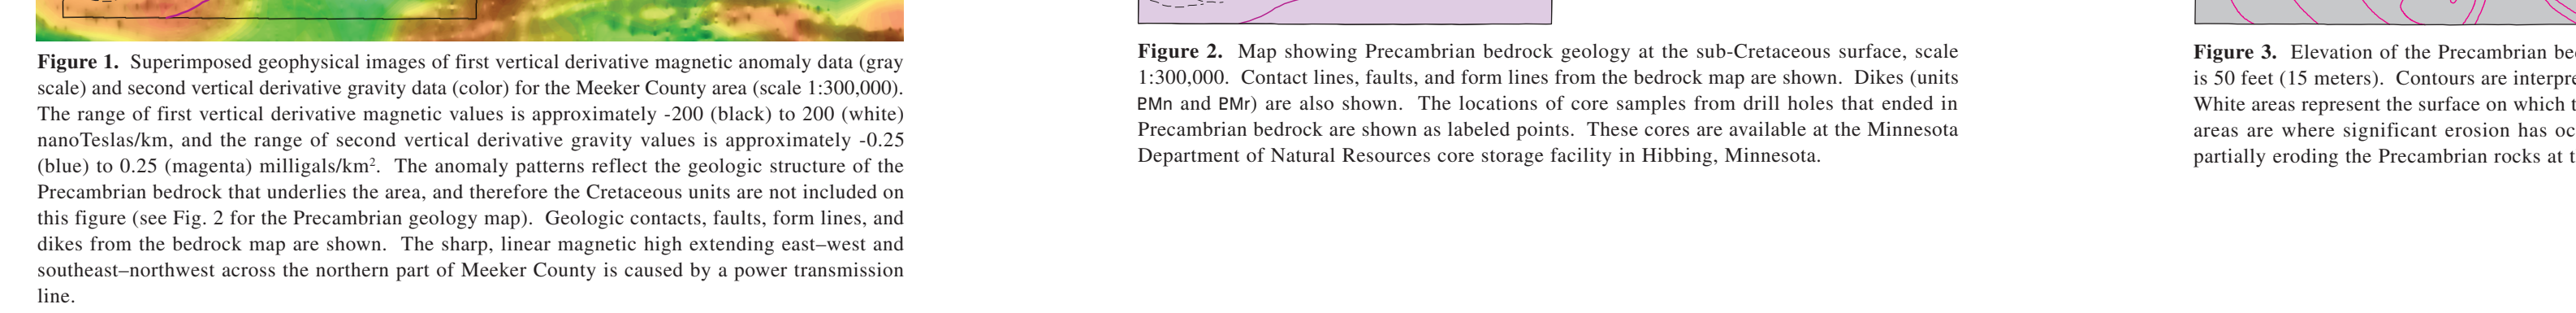 Figure 1. Superimposed geophysical images of first vertical derivative magnetic anomaly data (gray
scale) and second vertical derivative gravity data (color) for the Meeker County area (scale 1:300,000).
The range of first vertical derivative magnetic values is approximately -200 (black) to 200 (white)
nanoTeslas/km, and the range of second vertical derivative gravity values is approximately -0.25
(blue) to 0.25 (magenta) milligals/km². The anomaly patterns reflect the geologic structure of the
Precambrian bedrock that underlies the area, and therefore the Cretaceous units are not included on
this figure (see Fig. 2 for the Precambrian geology map). Geologic contacts, faults, form lines, and
dikes from the bedrock map are shown. The sharp, linear magnetic high extending east–west and
southeast–northwest across the northern part of Meeker County is caused by a power transmission
line.
Figure 2. Map showing Precambrian bedrock geology at the sub-Cretaceous surface, scale
1:300,000. Contact lines, faults, and form lines from the bedrock map are shown. Dikes (units
ꟼMn and ꟼMr) are also shown. The locations of core samples from drill holes that ended in
Precambrian bedrock are shown as labeled points. These cores are available at the Minnesota
Department of Natural Resources core storage facility in Hibbing, Minnesota.
Figure 3. Elevation of the Precambrian be
is 50 feet (15 meters). Contours are interpre
White areas represent the surface on which t
areas are where significant erosion has oc
partially eroding the Precambrian rocks at t